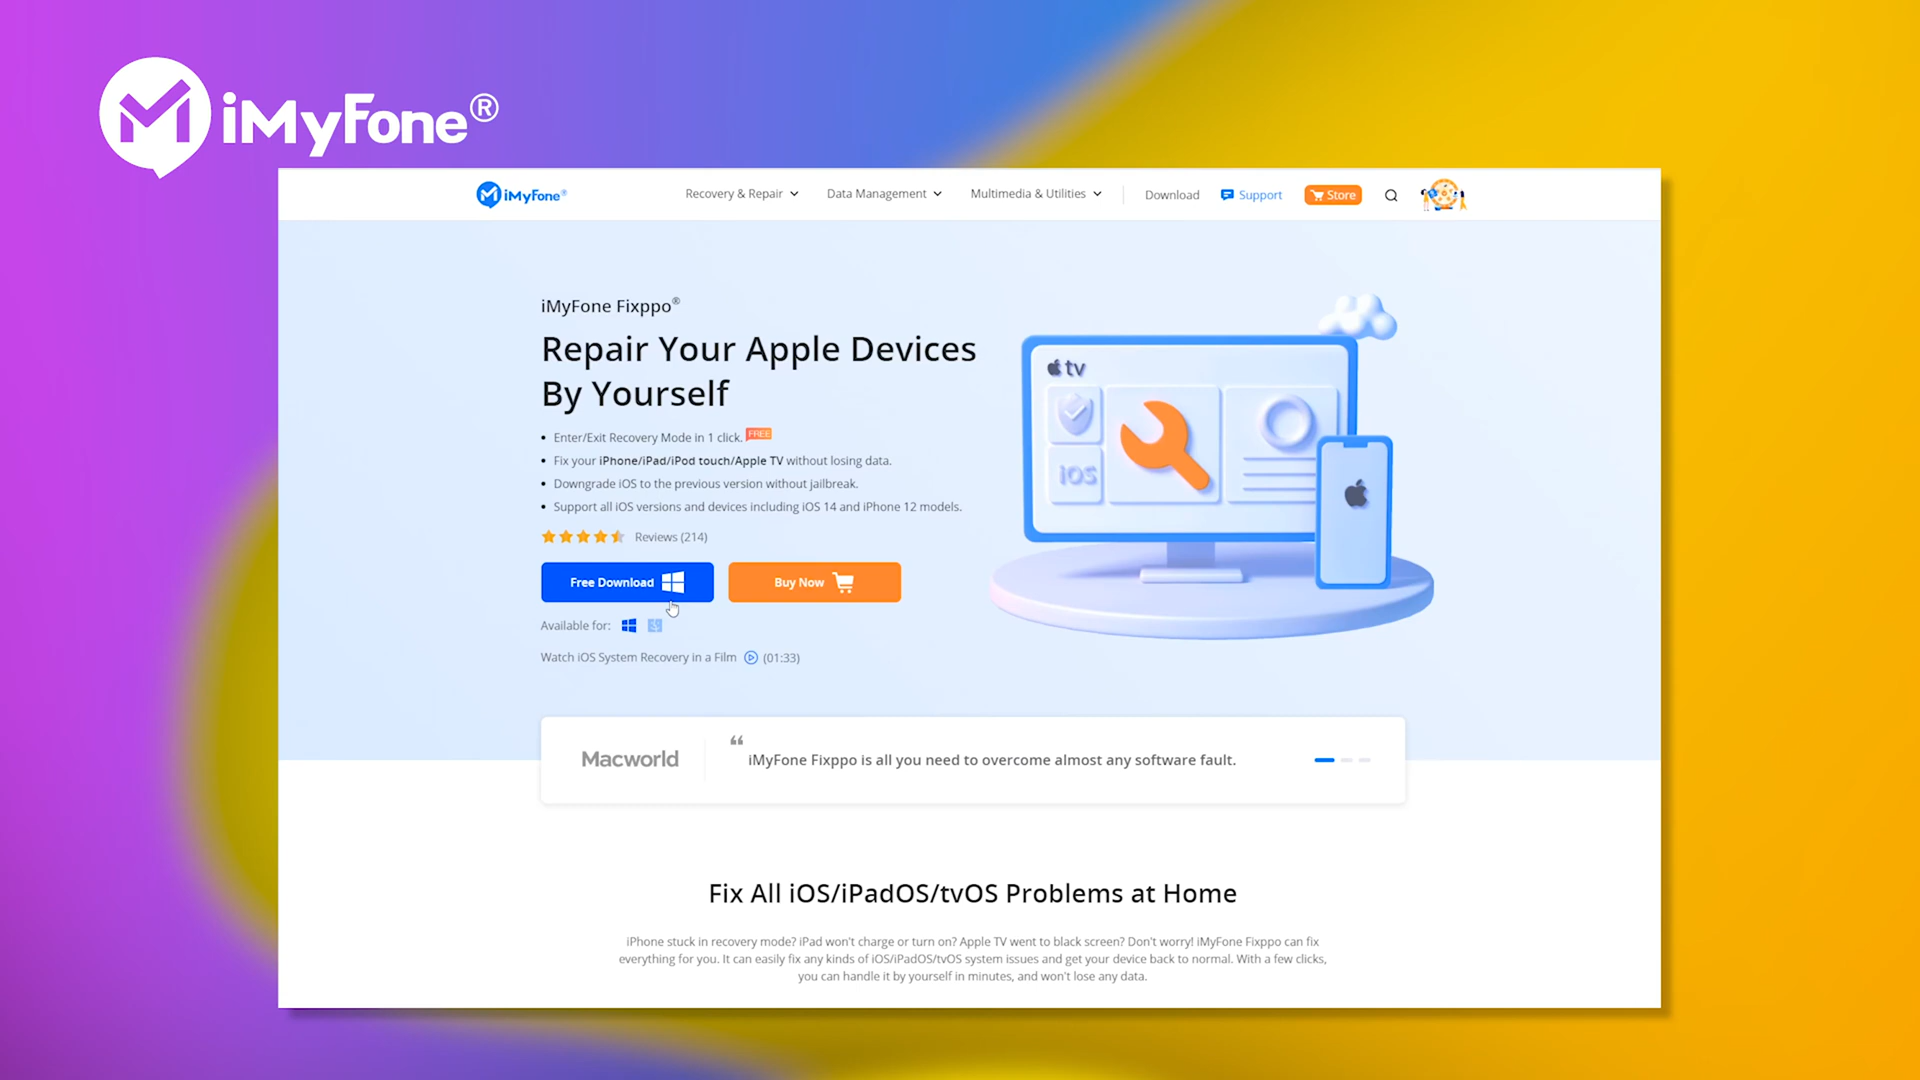 iMyFone®
iMyFone®
Recovery & Repair
Data Management
Multimedia & Utilities
Download
Support
Store
iMyFone Fixppo®
Repair Your Apple Devices
By Yourself
tv
iOS
• Enter/Exit Recovery Mode in 1 click. FREE
• Fix your iPhone/iPad/iPod touch/Apple TV without losing data.
• Downgrade iOS to the previous version without jailbreak.
• Support all iOS versions and devices including iOS 14 and iPhone 12 models.
Reviews (214)
Free Download
Buy Now
Available for:
Watch iOS System Recovery in a Film (01:33)
Macworld
“ iMyFone Fixppo is all you need to overcome almost any software fault.
Fix All iOS/iPadOS/tvOS Problems at Home
iPhone stuck in recovery mode? iPad won't charge or turn on? Apple TV went to black screen? Don't worry! iMyFone Fixppo can fix
everything for you. It can easily fix any kinds of iOS/iPadOS/tvOS system issues and get your device back to normal. With a few clicks,
you can handle it by yourself in minutes, and won't lose any data.